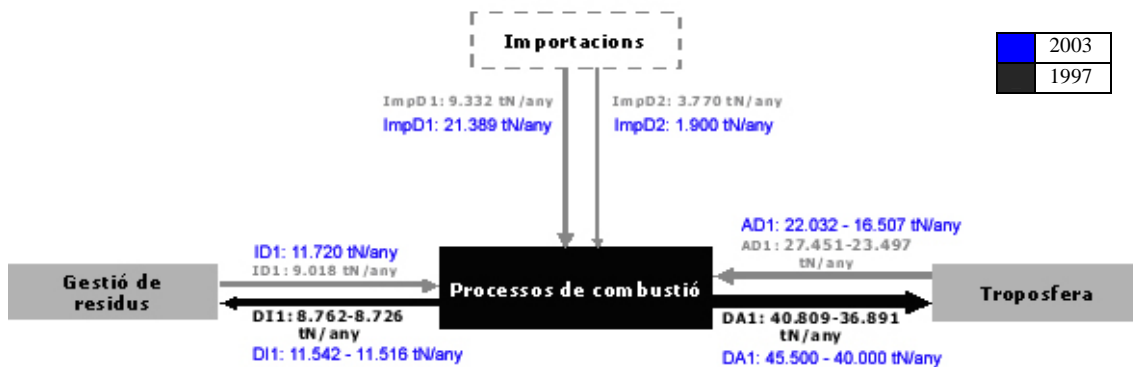 Importacions
2003
1997
ImpD1: 9.332 tN/any
ImpD1: 21.389 tN/any
ImpD2: 3.770 tN/any
ImpD2: 1.900 tN/any
AD1: 22.032 - 16.507 tN/any
AD1: 27.451-23.497
tN/any
ID1: 11.720 tN/any
ID1: 9.018 tN/any
Gestió de
residus
Processos de combustió
Troposfera
DI1: 8.762-8.726
tN/any
DI1: 11.542 - 11.516 tN/any
DA1: 40.809-36.891
tN/any
DA1: 45.500 - 40.000 tN/any